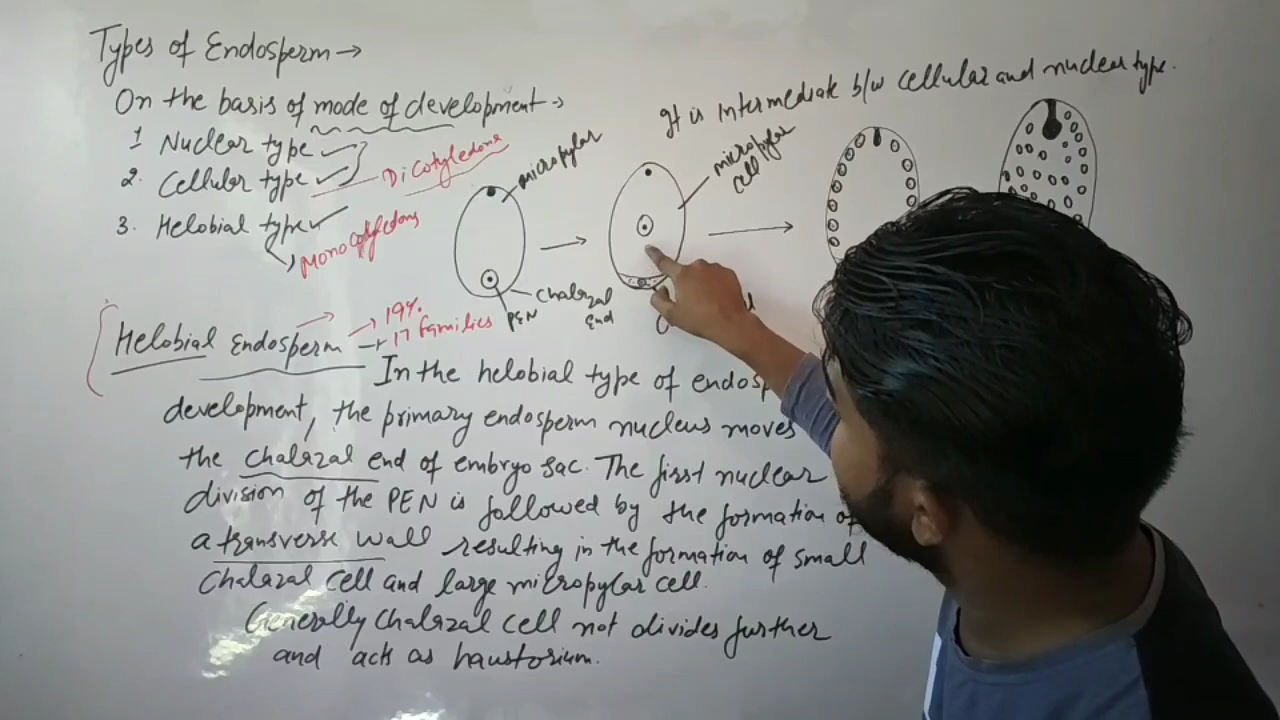 Types of Endosperm →
On the basis of mode of development →
1 Nuclear type
2. Cellular type
Dicotyledons
3. Helobial type
Monocotyledons
It is intermediate b/w cellular and nuclear type.
micropylar
micropylar
cell
chalazal
end
PEN
Helobial Endosperm
19%
17 families
In the helobial type of endosp
development, the primary endosperm nucleus moves
the chalazal end of embryo sac. The first nuclear
division of the PEN is followed by the formation of
a transverse wall resulting in the formation of small
chalazal cell and large micropylar cell.
Generally chalazal cell not divides further
and acts as haustorium.